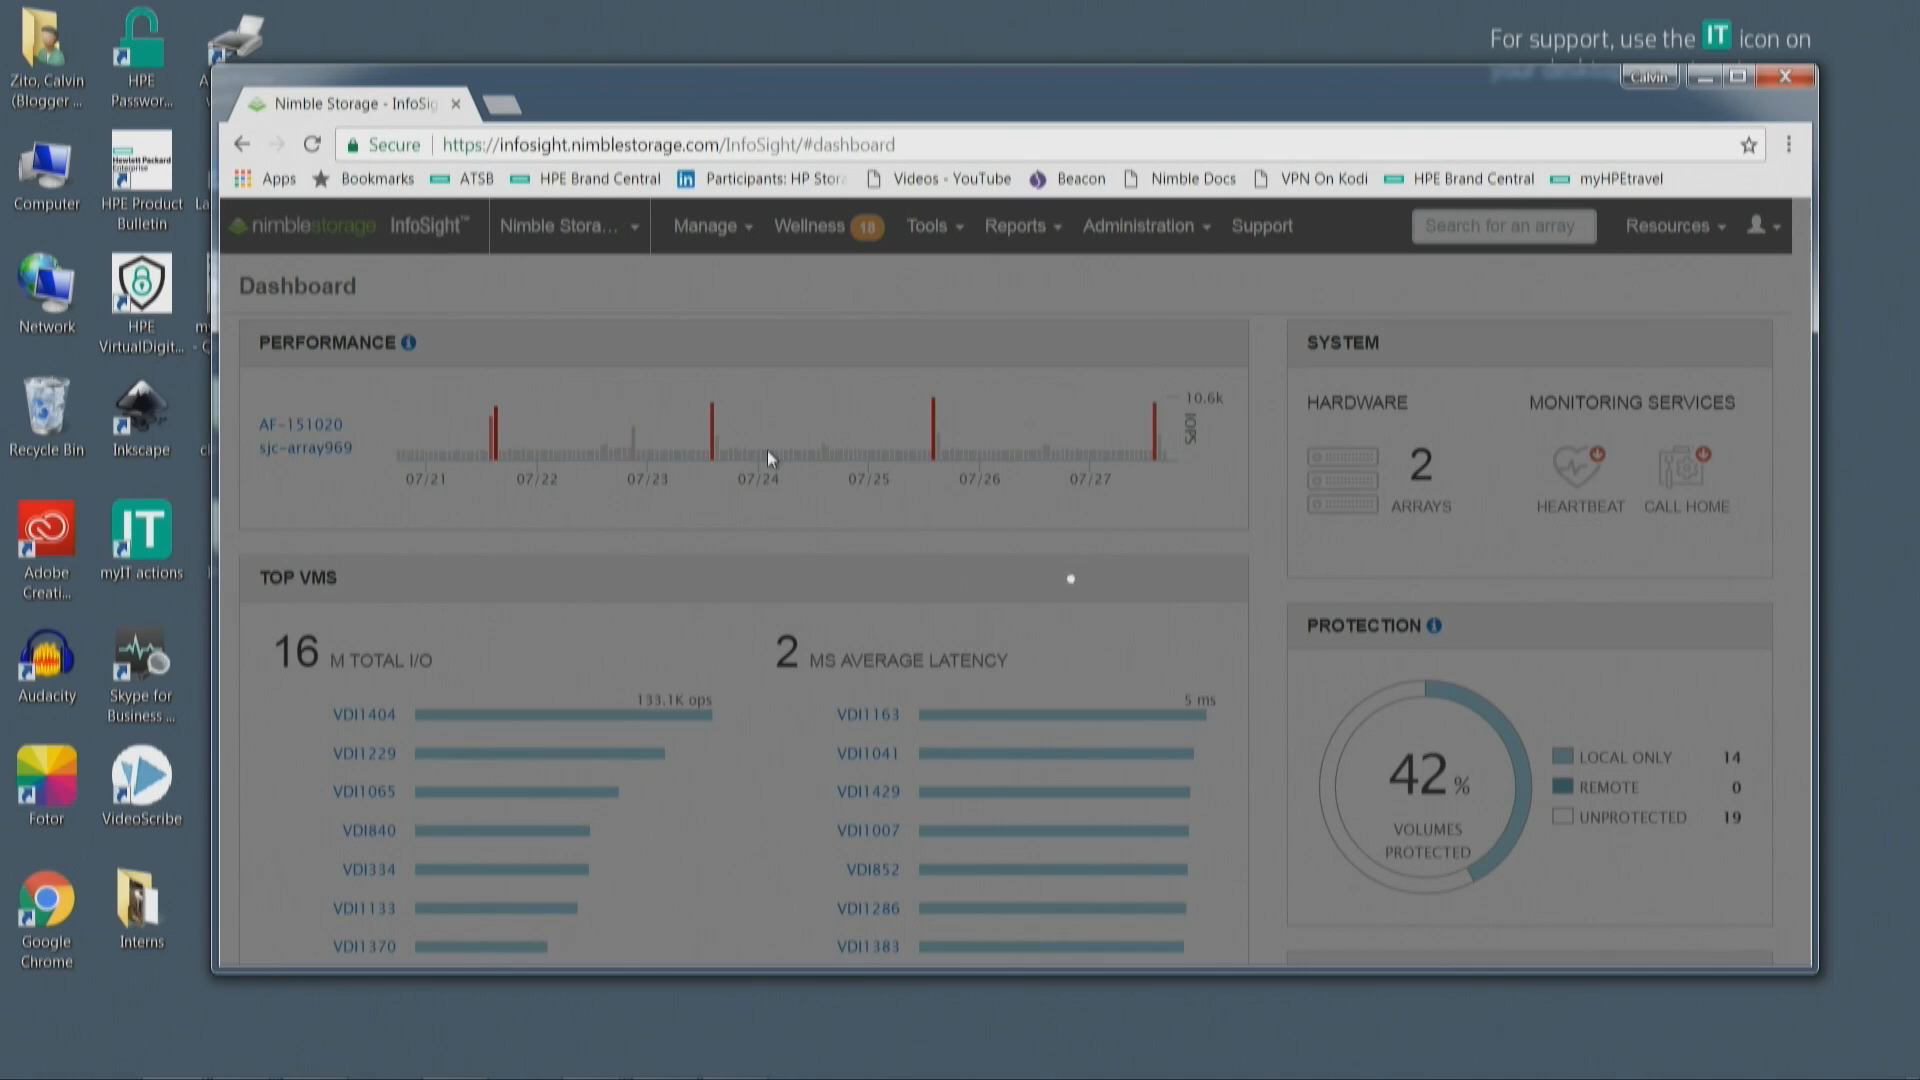 For support, use the IT icon on
Zito, Calvin
(Blogger ...
HPE
Passwor...
Computer
HPE Product
Bulletin
Network
HPE
VirtualDigit...
Recycle Bin
Inkscape
Adobe
Creati...
myIT actions
Audacity
Skype for
Business ...
Fotor
VideoScribe
Google
Chrome
Interns
Hewlett Packard
Enterprise
IT
Calvin
Nimble Storage - InfoSig
Secure https://infosight.nimblestorage.com/InfoSight/#dashboard
Apps Bookmarks ATSB HPE Brand Central Participants: HP Stora Videos - YouTube Beacon Nimble Docs VPN On Kodi HPE Brand Central myHPEtravel
nimblestorage InfoSight™ Nimble Stora... Manage Wellness 18 Tools Reports Administration Support Search for an array Resources
Dashboard
PERFORMANCE
AF-151020
sjc-array969
10.6k
IOPS
07/21 07/22 07/23 07/24 07/25 07/26 07/27
TOP VMS
16 M TOTAL I/O
133.1K ops
VDI1404
VDI1229
VDI1065
VDI840
VDI334
VDI1133
VDI1370
2 MS AVERAGE LATENCY
5 ms
VDI1163
VDI1041
VDI1429
VDI1007
VDI852
VDI1286
VDI1383
SYSTEM
HARDWARE
2
ARRAYS
MONITORING SERVICES
HEARTBEAT CALL HOME
PROTECTION
42 %
VOLUMES
PROTECTED
LOCAL ONLY 14
REMOTE 0
UNPROTECTED 19